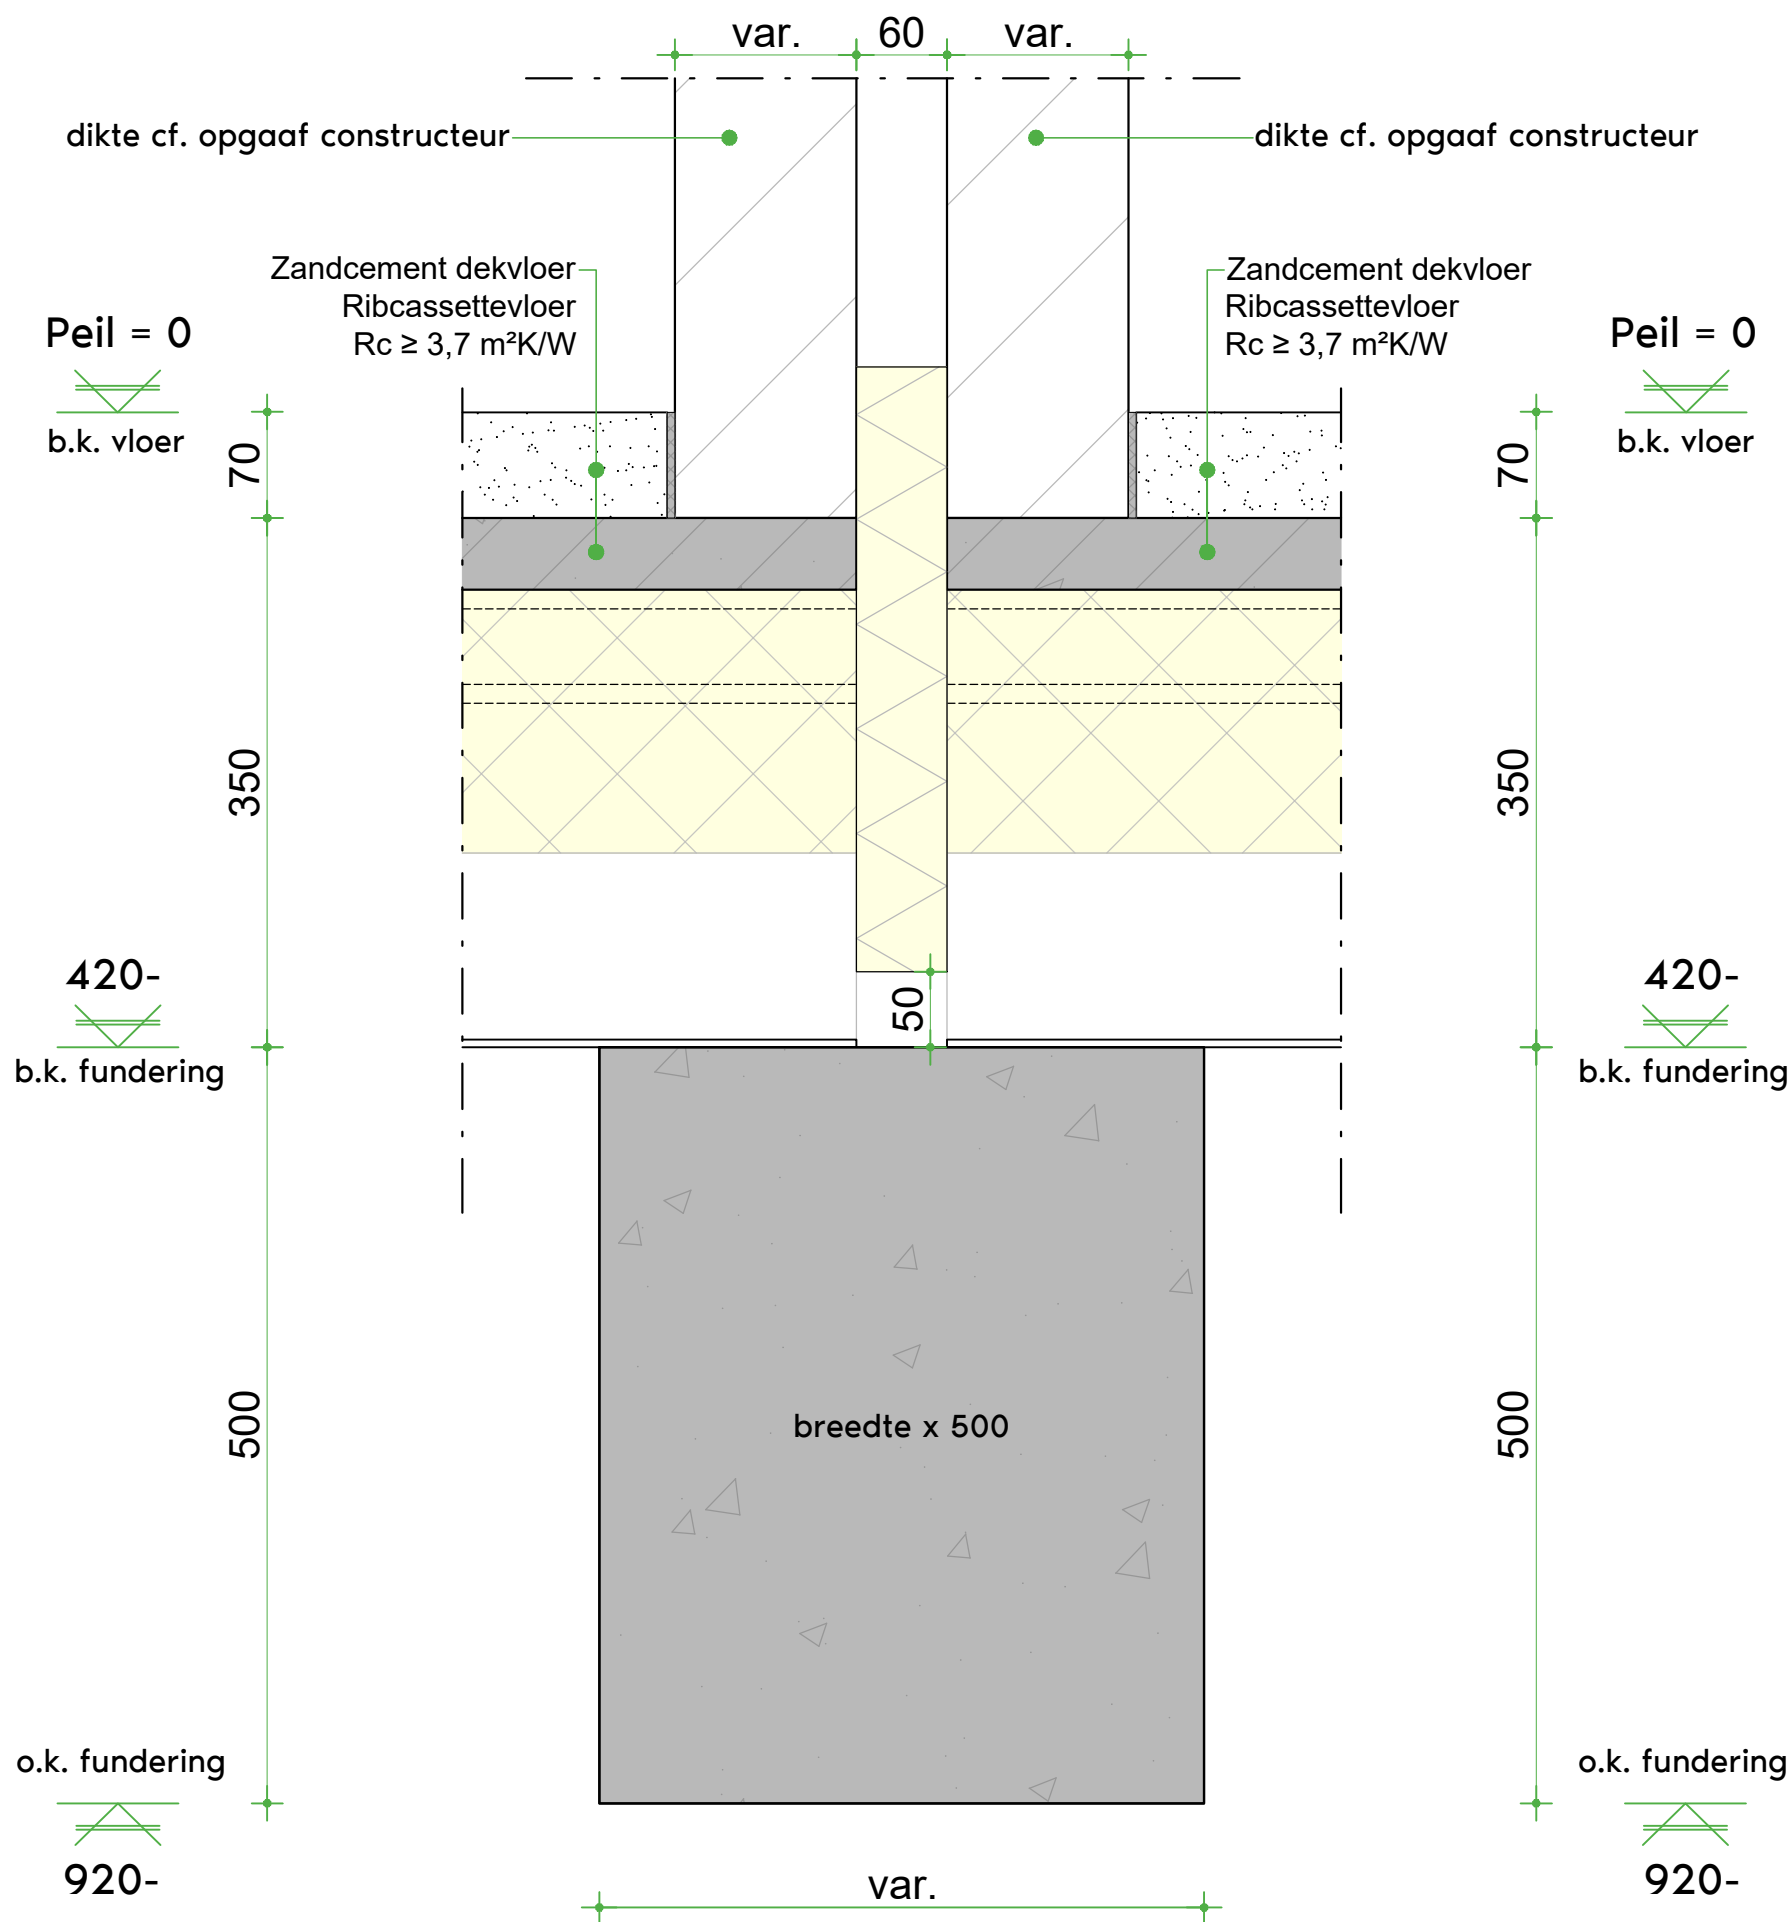 var. 60 var.
dikte cf. opgaaf constructeur
dikte cf. opgaaf constructeur
Zandcement dekvloer
Ribcassettevloer
Rc ≥ 3,7 m²K/W
Zandcement dekvloer
Ribcassettevloer
Rc ≥ 3,7 m²K/W
Peil = 0
b.k. vloer
Peil = 0
b.k. vloer
70
70
350
350
420-
b.k. fundering
50
420-
b.k. fundering
500
breedte x 500
500
o.k. fundering
920-
o.k. fundering
920-
var.